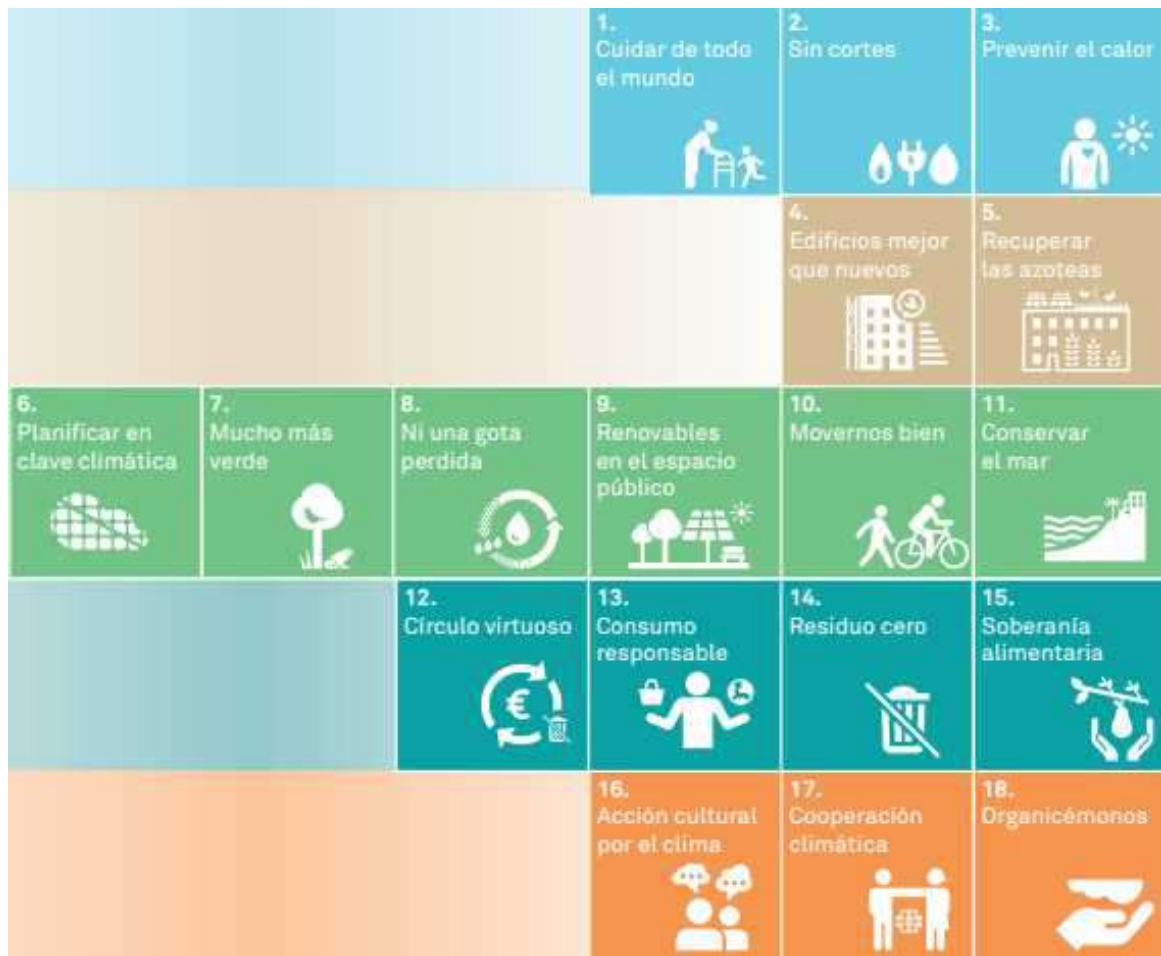 1.
Cuidar de todo
el mundo
2.
Sin cortes
3.
Prevenir el calor
4.
Edificios mejor
que nuevos
5.
Recuperar
las azoteas
6.
Planificar en
clave climática
7.
Mucho más
verde
8.
Ni una gota
perdida
9.
Renovables
en el espacio
público
10.
Movernos bien
11.
Conservar
el mar
12.
Círculo virtuoso
€
13.
Consumo
responsable
14.
Residuo cero
15.
Soberanía
alimentaria
16.
Acción cultural
por el clima
17.
Cooperación
climática
18.
Organicémonos